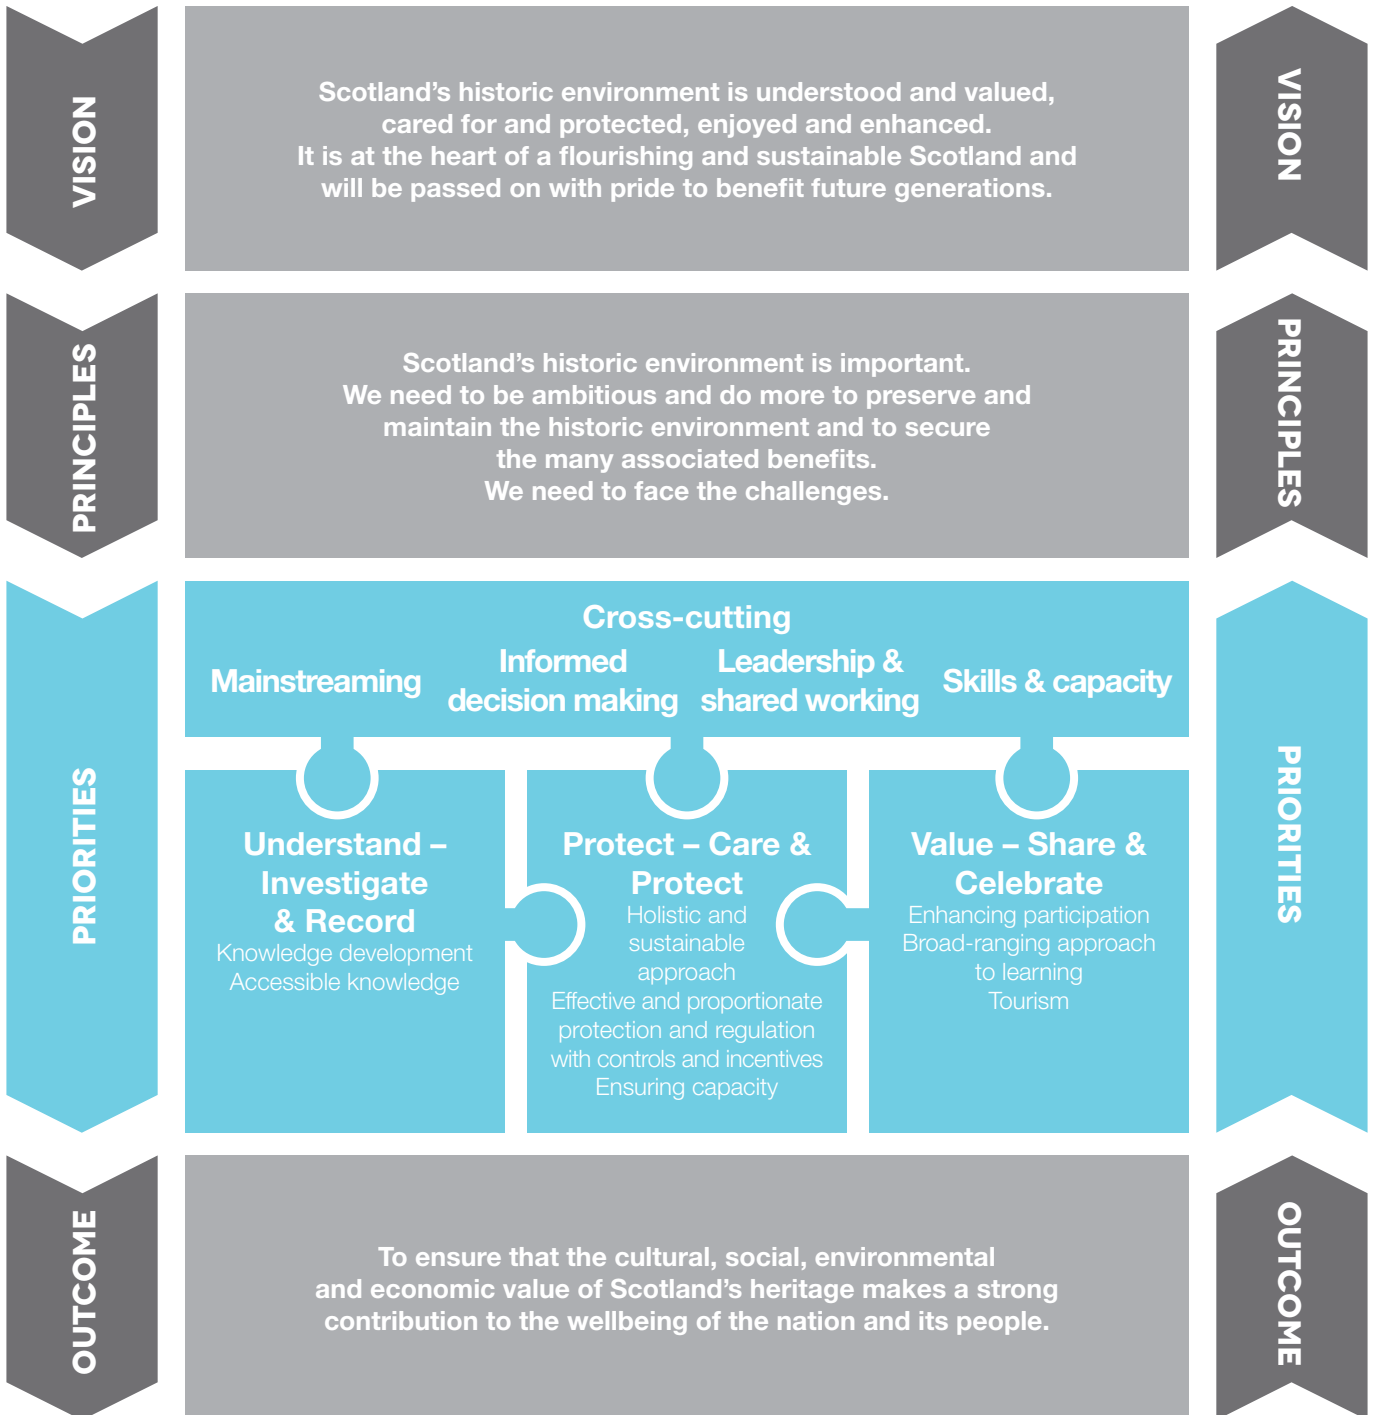 VISION
Scotland’s historic environment is understood and valued,
cared for and protected, enjoyed and enhanced.
It is at the heart of a flourishing and sustainable Scotland and
will be passed on with pride to benefit future generations.
VISION
PRINCIPLES
Scotland’s historic environment is important.
We need to be ambitious and do more to preserve and
maintain the historic environment and to secure
the many associated benefits.
We need to face the challenges.
PRINCIPLES
PRIORITIES
Cross-cutting
Mainstreaming
Informed
decision making
Leadership &
shared working
Skills & capacity
Understand –
Investigate
& Record
Knowledge development
Accessible knowledge
Protect – Care &
Protect
Holistic and
sustainable
approach
Effective and proportionate
protection and regulation
with controls and incentives
Ensuring capacity
Value – Share &
Celebrate
Enhancing participation
Broad-ranging approach
to learning
Tourism
PRIORITIES
OUTCOME
To ensure that the cultural, social, environmental
and economic value of Scotland’s heritage makes a strong
contribution to the wellbeing of the nation and its people.
OUTCOME